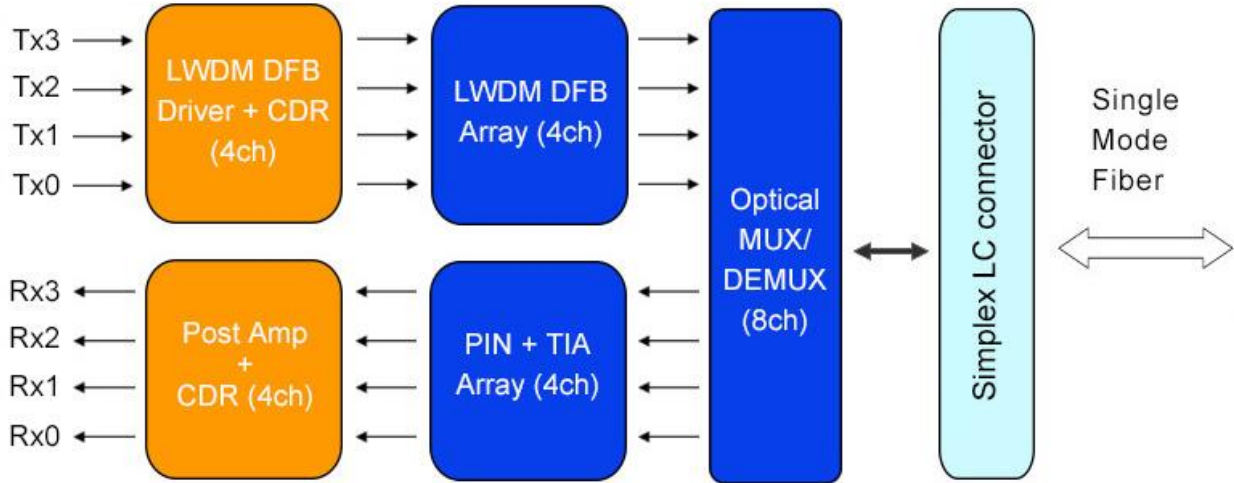 Tx3
Tx2
Tx1
Tx0
LWDM DFB
Driver + CDR
(4ch)
LWDM DFB
Array (4ch)
Rx3
Rx2
Rx1
Rx0
Post Amp
+
CDR (4ch)
PIN + TIA
Array (4ch)
Optical
MUX/
DEMUX
(8ch)
Simplex LC connector
Single
Mode
Fiber